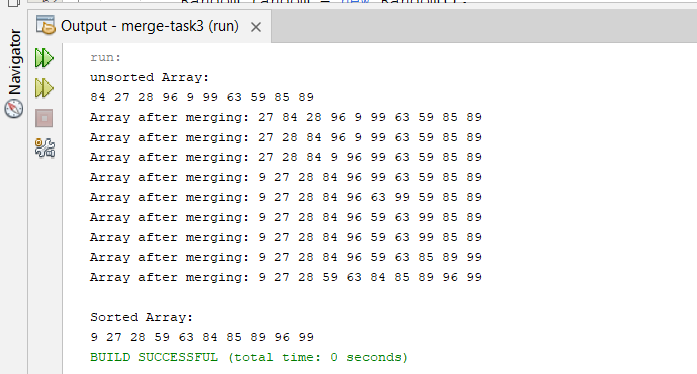 Random random = new Random();
Output - merge-task3 (run) ×
Navigator
run:
unsorted Array:
84 27 28 96 9 99 63 59 85 89
Array after merging: 27 84 28 96 9 99 63 59 85 89
Array after merging: 27 28 84 96 9 99 63 59 85 89
Array after merging: 27 28 84 9 96 99 63 59 85 89
Array after merging: 9 27 28 84 96 99 63 59 85 89
Array after merging: 9 27 28 84 96 63 99 59 85 89
Array after merging: 9 27 28 84 96 59 63 99 85 89
Array after merging: 9 27 28 84 96 59 63 99 85 89
Array after merging: 9 27 28 84 96 59 63 85 89 99
Array after merging: 9 27 28 59 63 84 85 89 96 99
Sorted Array:
9 27 28 59 63 84 85 89 96 99
BUILD SUCCESSFUL (total time: 0 seconds)